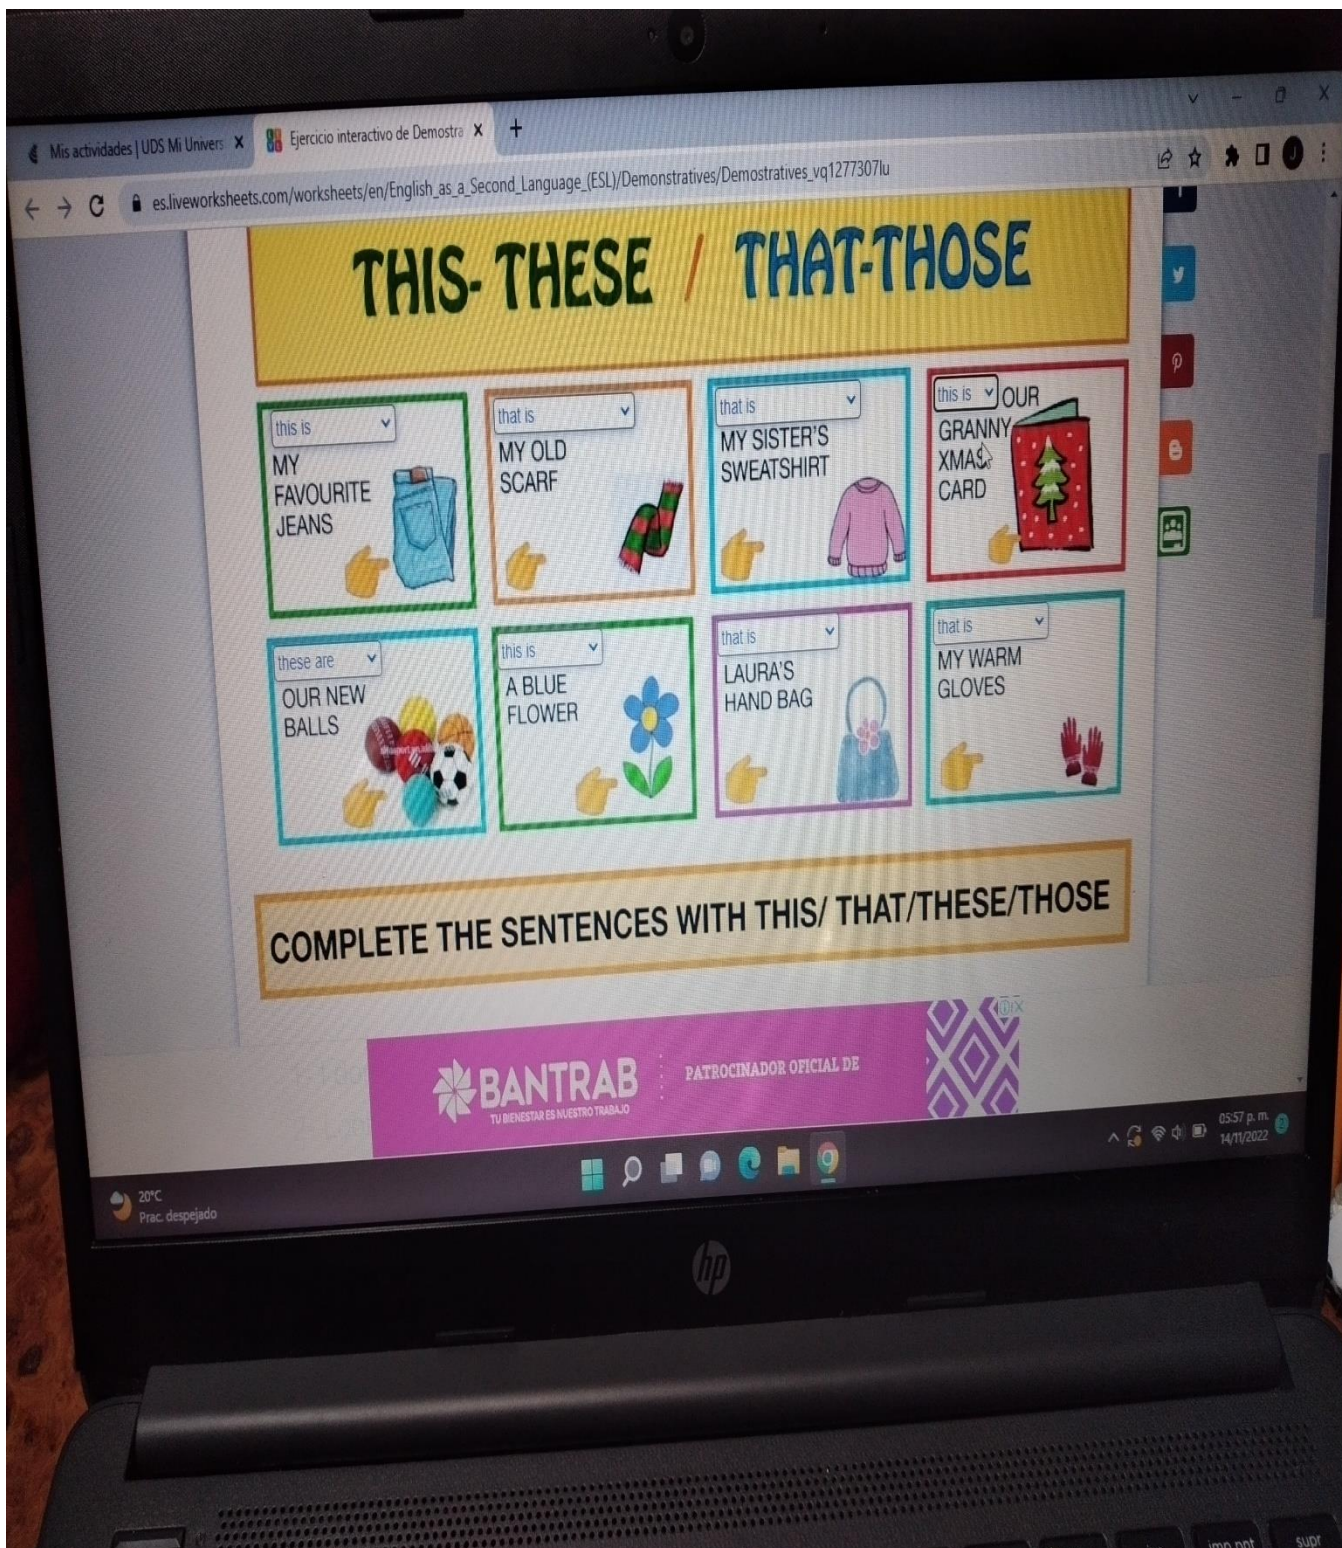 Mis actividades | UDS Mi Univers
Ejercicio interactivo de Demostra
es.liveworksheets.com/worksheets/en/English_as_a_Second_Language_(ESL)/Demonstratives/Demostratives_vq1277307lu
THIS- THESE / THAT-THOSE
this is
MY
FAVOURITE
JEANS
that is
MY OLD
SCARF
that is
MY SISTER'S
SWEATSHIRT
this is OUR
GRANNY
XMAS
CARD
these are
OUR NEW
BALLS
this is
A BLUE
FLOWER
that is
LAURA'S
HAND BAG
that is
MY WARM
GLOVES
COMPLETE THE SENTENCES WITH THIS/ THAT/THESE/THOSE
BANTRAB
TU BIENESTAR ES NUESTRO TRABAJO
PATROCINADOR OFICIAL DE
20°C
Prac. despejado
05:57 p. m.
14/11/2022
2
hp
imp pnt
supr